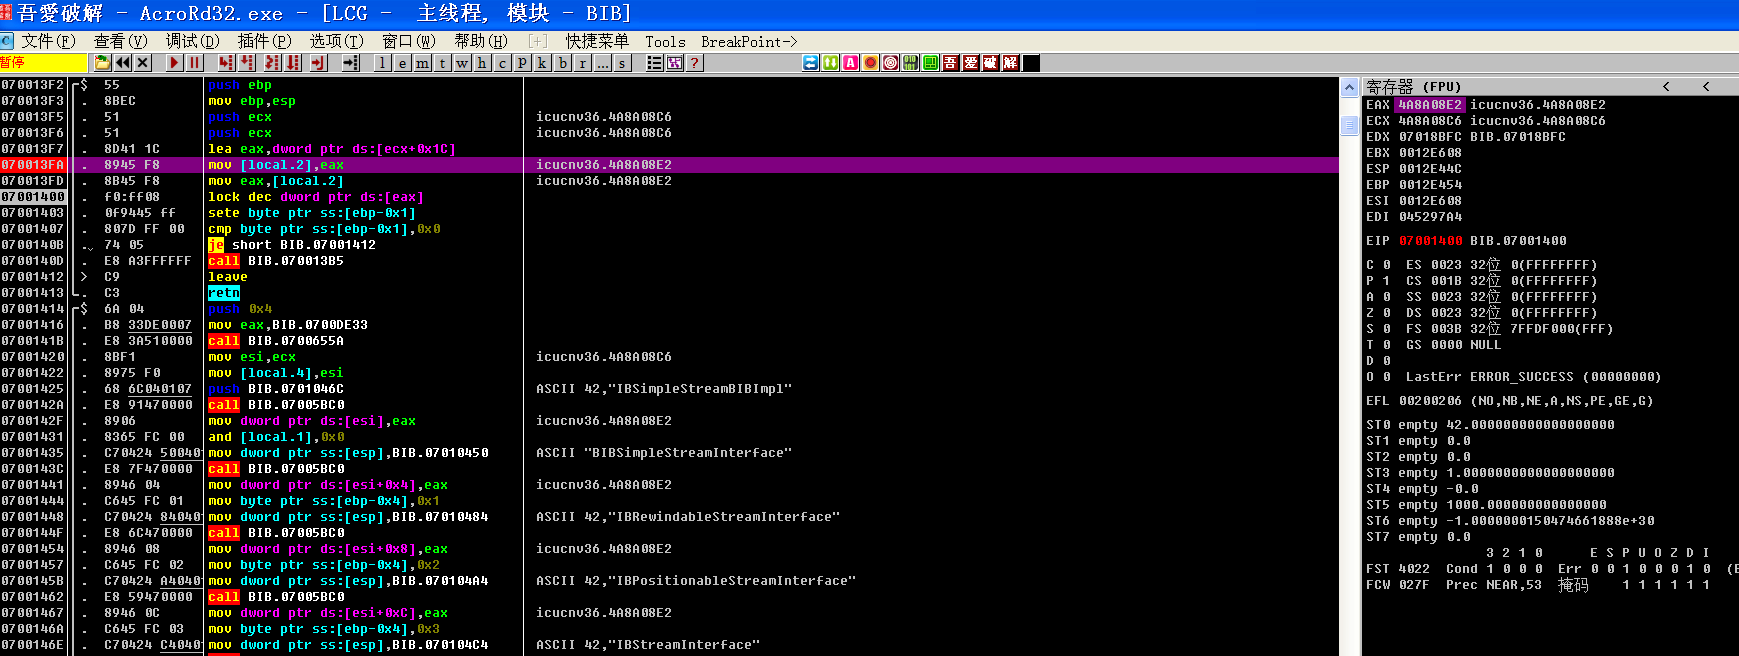 吾愛破解 - AcroRd32.exe - [LCG -  主线程, 模块 - BIB]
C 文件(F) 查看(V) 调试(D) 插件(P) 选项(T) 窗口(W) 帮助(H) [+] 快捷菜单 Tools BreakPoint->
暂停 l e m t w h c P k b r ... s ? A 吾 爱 破 解
070013F2 $ 55 push ebp
070013F3 . 8BEC mov ebp,esp
070013F5 . 51 push ecx icucnv36.4A8A08C6
070013F6 . 51 push ecx icucnv36.4A8A08C6
070013F7 . 8D41 1C lea eax,dword ptr ds:[ecx+0x1C]
070013FA . 8945 F8 mov [local.2],eax icucnv36.4A8A08E2
070013FD . 8B45 F8 mov eax,[local.2] icucnv36.4A8A08E2
07001400 . f0:ff08 lock dec dword ptr ds:[eax]
07001403 . 0f9445 ff sete byte ptr ss:[ebp-0x1]
07001407 . 807D FF 00 cmp byte ptr ss:[ebp-0x1],0x0
0700140B . 74 05 je short BIB.07001412
0700140D . E8 A3FFFFFF call BIB.070013B5
07001412 > C9 leave
07001413 . C3 retn
07001414 $ 6A 04 push 0x4
07001416 . B8 33DE0007 mov eax,BIB.0700DE33
0700141B . E8 3A510000 call BIB.0700655A
07001420 . 8BF1 mov esi,ecx icucnv36.4A8A08C6
07001422 . 8975 F0 mov [local.4],esi
07001425 . 68 6C040107 push BIB.0701046C ASCII 42,"IBSimpleStreamBIBImpl"
0700142A . E8 91470000 call BIB.07005BC0
0700142F . 8906 mov dword ptr ds:[esi],eax icucnv36.4A8A08E2
07001431 . 8365 FC 00 and [local.1],0x0
07001435 . C70424 50040 mov dword ptr ss:[esp],BIB.07010450 ASCII "BIBSimpleStreamInterface"
0700143C . E8 7F470000 call BIB.07005BC0
07001441 . 8946 04 mov dword ptr ds:[esi+0x4],eax icucnv36.4A8A08E2
07001444 . C645 FC 01 mov byte ptr ss:[ebp-0x4],0x1
07001448 . C70424 84040 mov dword ptr ss:[esp],BIB.07010484 ASCII 42,"IBRewindableStreamInterface"
0700144F . E8 6C470000 call BIB.07005BC0
07001454 . 8946 08 mov dword ptr ds:[esi+0x8],eax icucnv36.4A8A08E2
07001457 . C645 FC 02 mov byte ptr ss:[ebp-0x4],0x2
0700145B . C70424 A4040 mov dword ptr ss:[esp],BIB.070104A4 ASCII 42,"IBPositionableStreamInterface"
07001462 . E8 59470000 call BIB.07005BC0
07001467 . 8946 0C mov dword ptr ds:[esi+0xC],eax icucnv36.4A8A08E2
0700146A . C645 FC 03 mov byte ptr ss:[ebp-0x4],0x3
0700146E . C70424 C4040 mov dword ptr ss:[esp],BIB.070104C4 ASCII 42,"IBStreamInterface"
寄存器 (FPU) < <
EAX 4A8A08E2 icucnv36.4A8A08E2
ECX 4A8A08C6 icucnv36.4A8A08C6
EDX 07018BFC BIB.07018BFC
EBX 0012E608
ESP 0012E44C
EBP 0012E454
ESI 0012E608
EDI 045297A4
EIP 07001400 BIB.07001400
C 0 ES 0023 32位 0(FFFFFFFF)
P 1 CS 001B 32位 0(FFFFFFFF)
A 0 SS 0023 32位 0(FFFFFFFF)
Z 0 DS 0023 32位 0(FFFFFFFF)
S 0 FS 003B 32位 7FFDF000(FFF)
T 0 GS 0000 NULL
D 0
O 0 LastErr ERROR_SUCCESS (00000000)
EFL 00200206 (NO,NB,NE,A,NS,PE,GE,G)
ST0 empty 42.000000000000000000
ST1 empty 0.0
ST2 empty 0.0
ST3 empty 1.0000000000000000000
ST4 empty -0.0
ST5 empty 1000.0000000000000000
ST6 empty -1.0000000150474661888e+30
ST7 empty 0.0
3 2 1 0 E S P U O Z D I
FST 4022 Cond 1 0 0 0 Err 0 0 1 0 0 0 1 0 (E
FCW 027F Prec NEAR,53 掩码 1 1 1 1 1 1